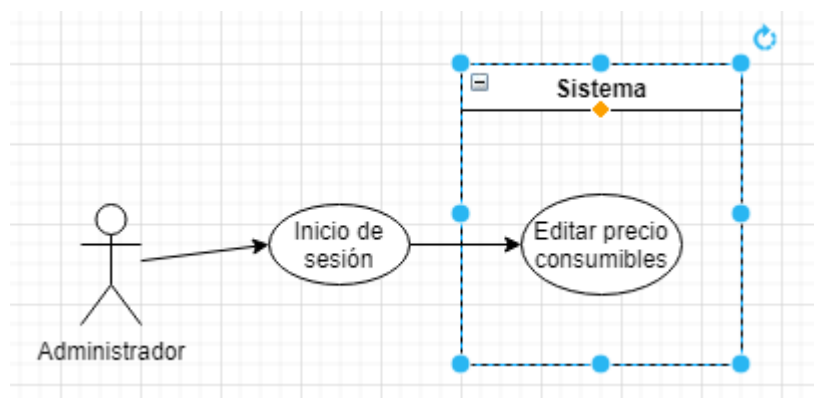 Sistema
Inicio de
sesión
Editar precio
consumibles
Administrador